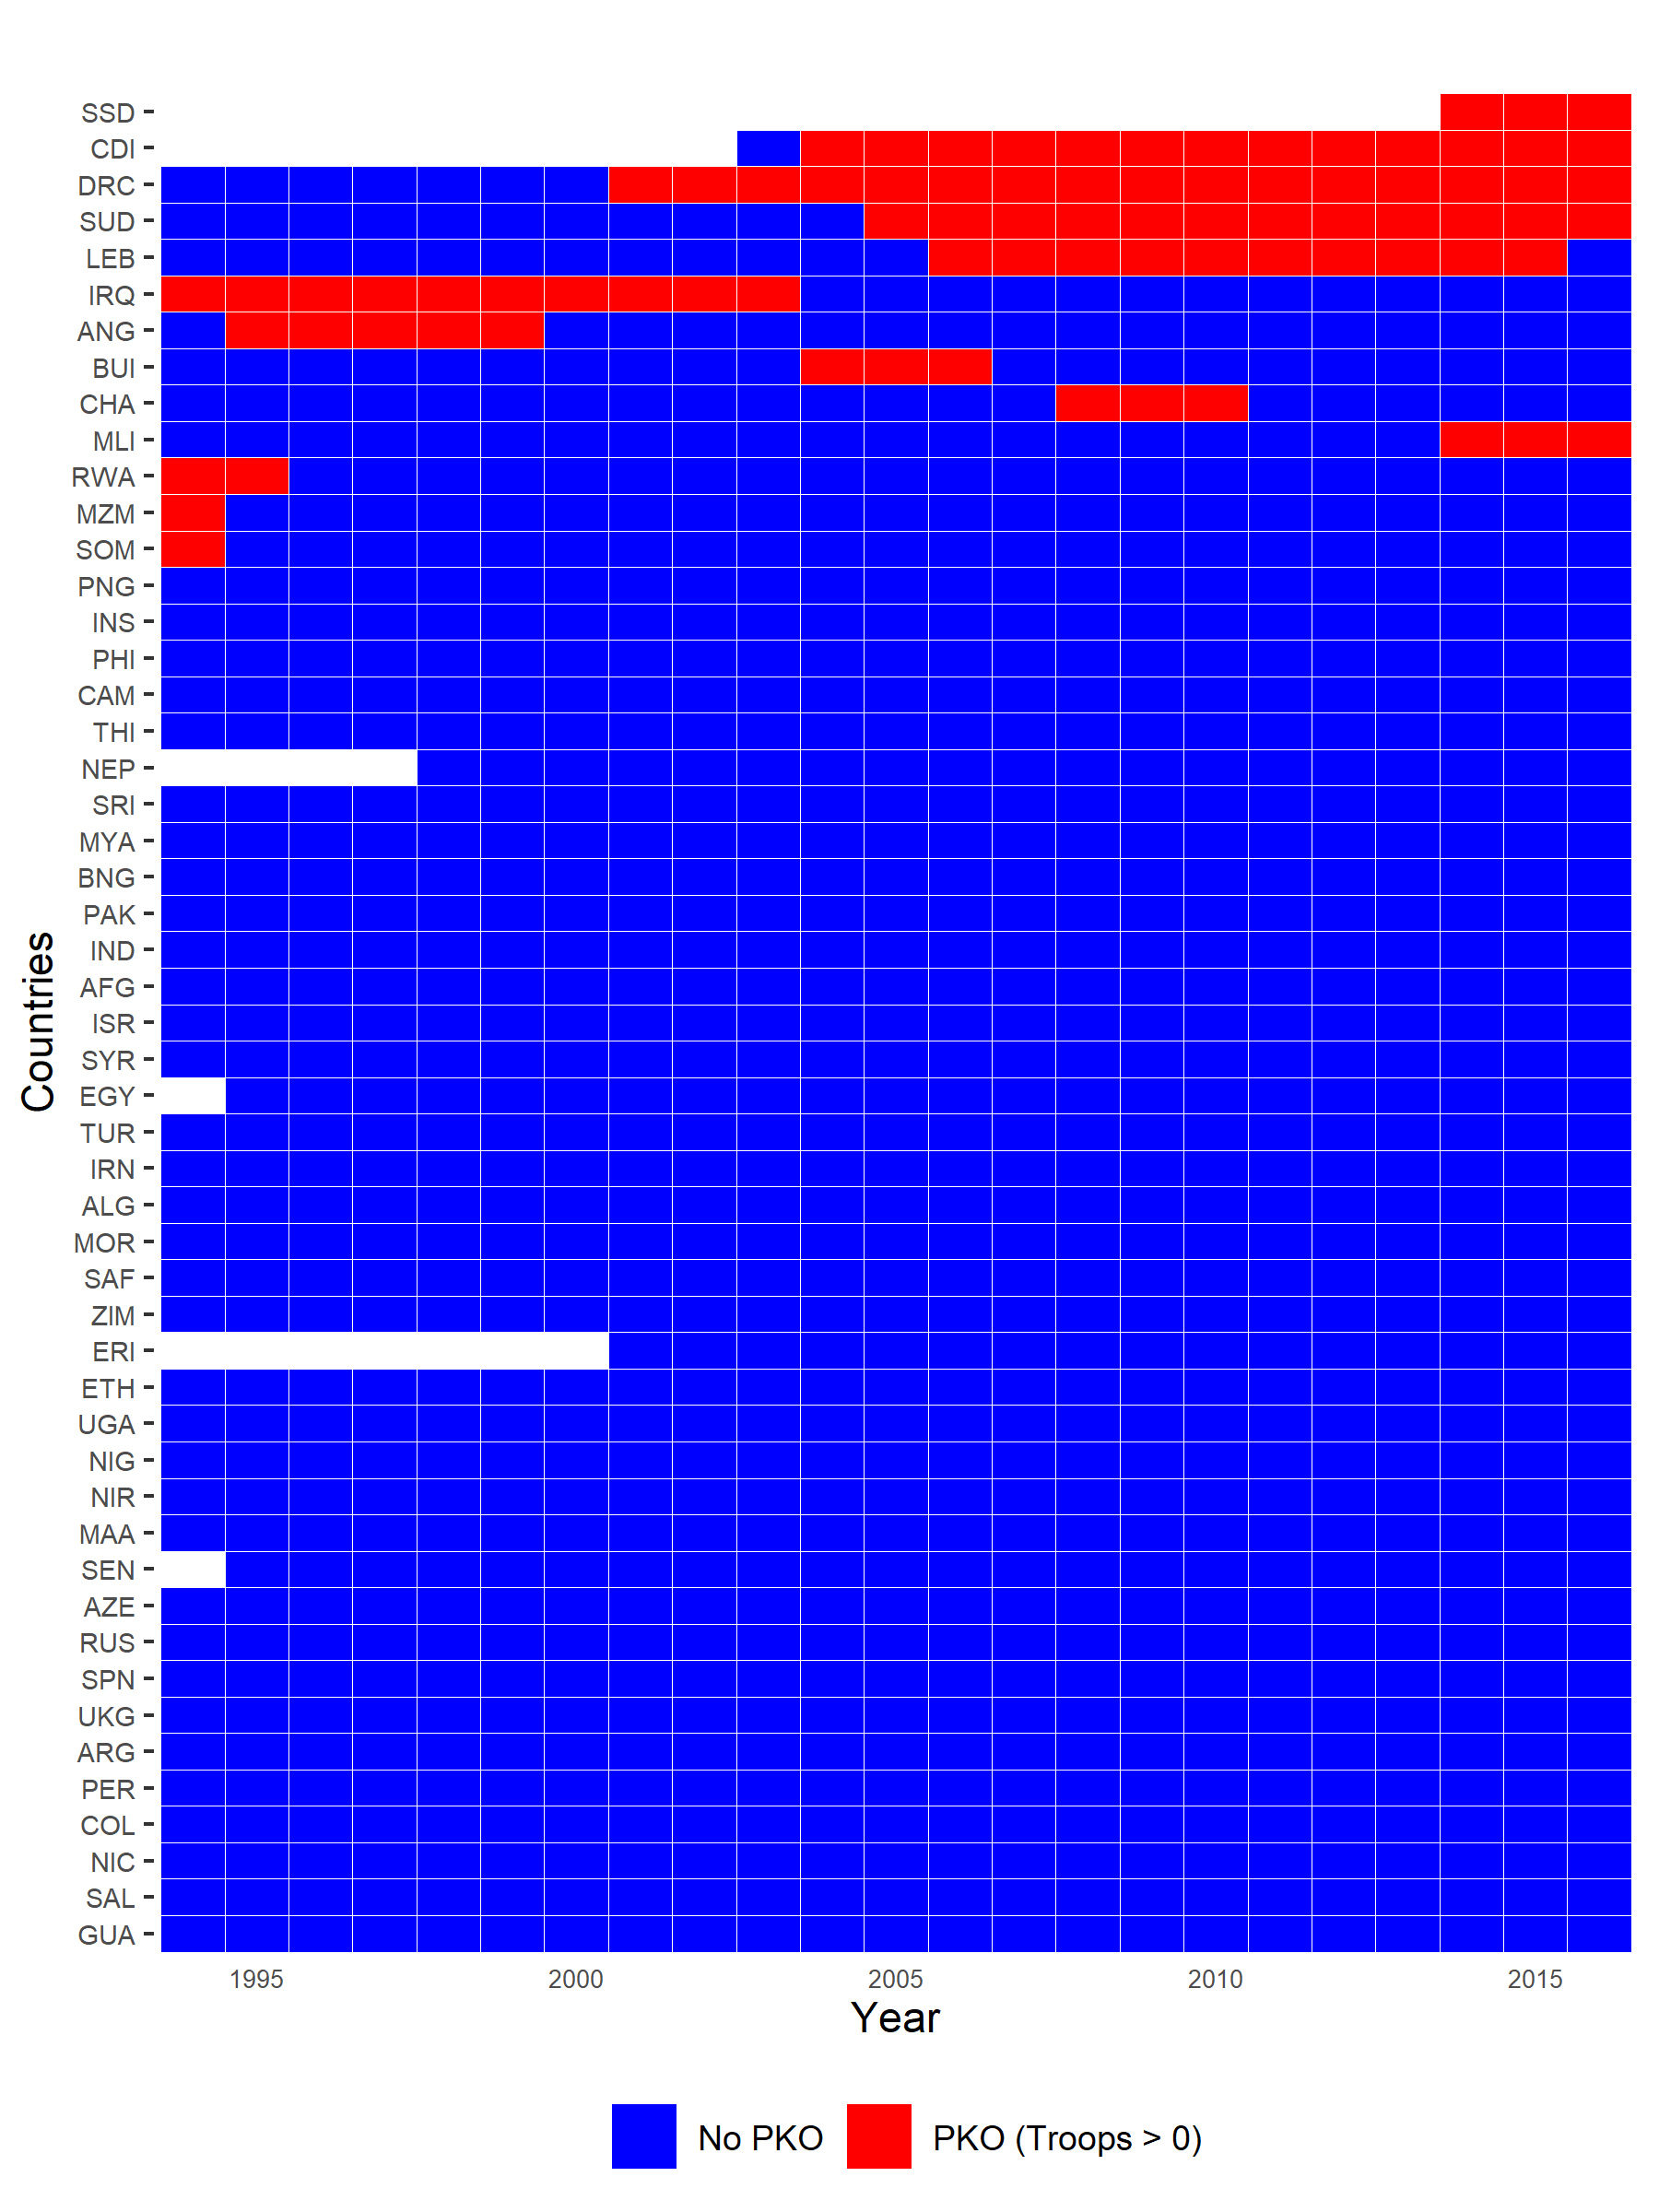 SSD
CDI
DRC
SUD
LEB
IRQ
ANG
BUI
CHA
MLI
RWA
MZM
SOM
PNG
INS
PHI
CAM
THI
NEP
SRI
MYA
BNG
PAK
IND
AFG
ISR
SYR
EGY
TUR
IRN
ALG
MOR
SAF
ZIM
ERI
ETH
UGA
NIG
NIR
MAA
SEN
AZE
RUS
SPN
UKG
ARG
PER
COL
NIC
SAL
GUA
Countries
1995 2000 2005 2010 2015
Year
No PKO PKO (Troops > 0)